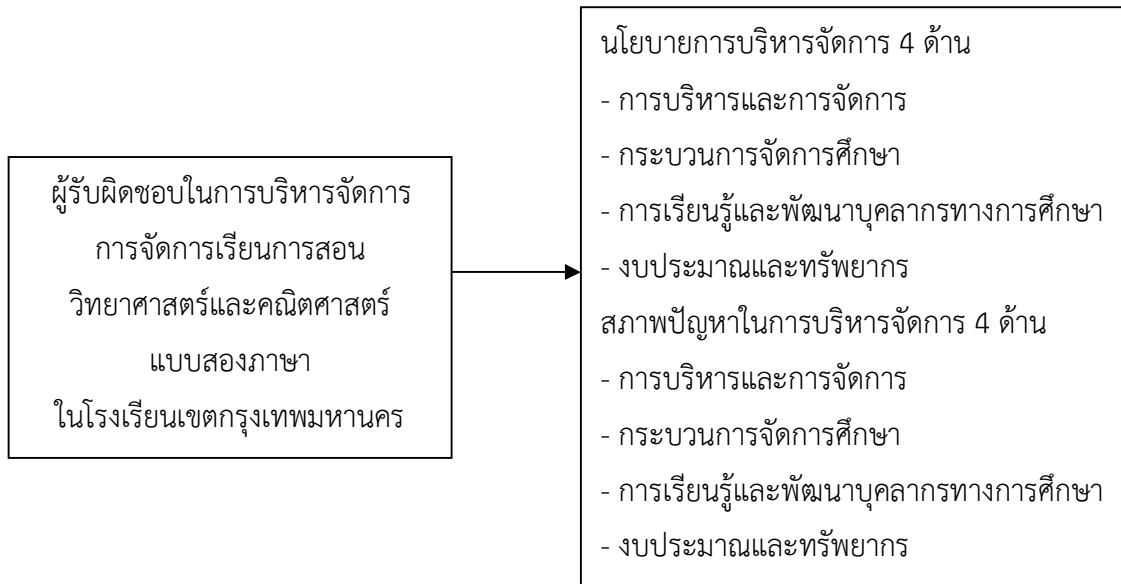 ผู้รับผิดชอบในการบริหารจัดการ
การจัดการเรียนการสอน
วิทยาศาสตร์และคณิตศาสตร์
แบบสองภาษา
ในโรงเรียนเขตกรุงเทพมหานคร
นโยบายการบริหารจัดการ 4 ด้าน
- การบริหารและการจัดการ
- กระบวนการจัดการศึกษา
- การเรียนรู้และพัฒนาบุคลากรทางการศึกษา
- งบประมาณและทรัพยากร
สภาพปัญหาในการบริหารจัดการ 4 ด้าน
- การบริหารและการจัดการ
- กระบวนการจัดการศึกษา
- การเรียนรู้และพัฒนาบุคลากรทางการศึกษา
- งบประมาณและทรัพยากร